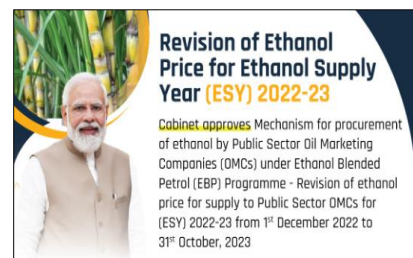 Revision of Ethanol
Price for Ethanol Supply
Year (ESY) 2022-23
Cabinet approves Mechanism for procurement
of ethanol by Public Sector Oil Marketing
Companies (OMCs) under Ethanol Blended
Petrol (EBP) Programme - Revision of ethanol
price for supply to Public Sector OMCs for
(ESY) 2022-23 from 1st December 2022 to
31st October, 2023